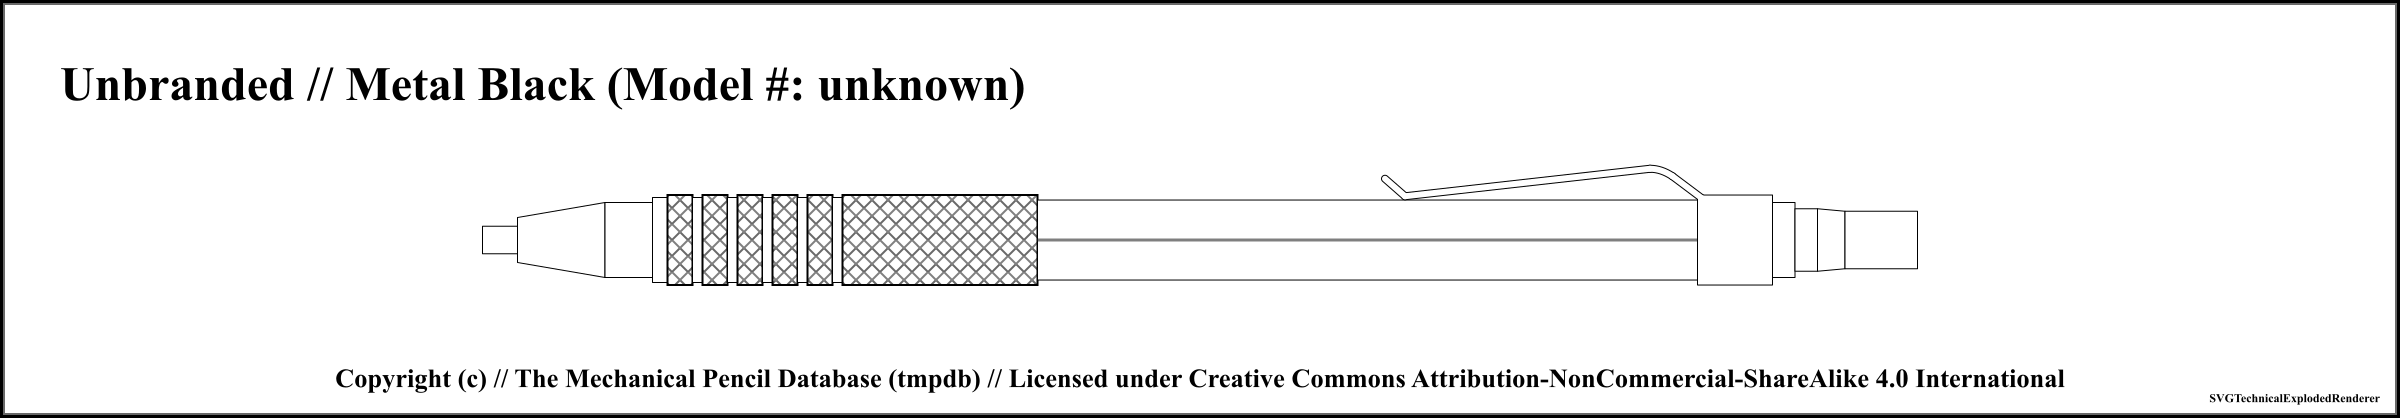 Unbranded // Metal Black (Model #: unknown)
Copyright (c) // The Mechanical Pencil Database (tmpdb) // Licensed under Creative Commons Attribution-NonCommercial-ShareAlike 4.0 International
SVGTechnicalExplodedRenderer